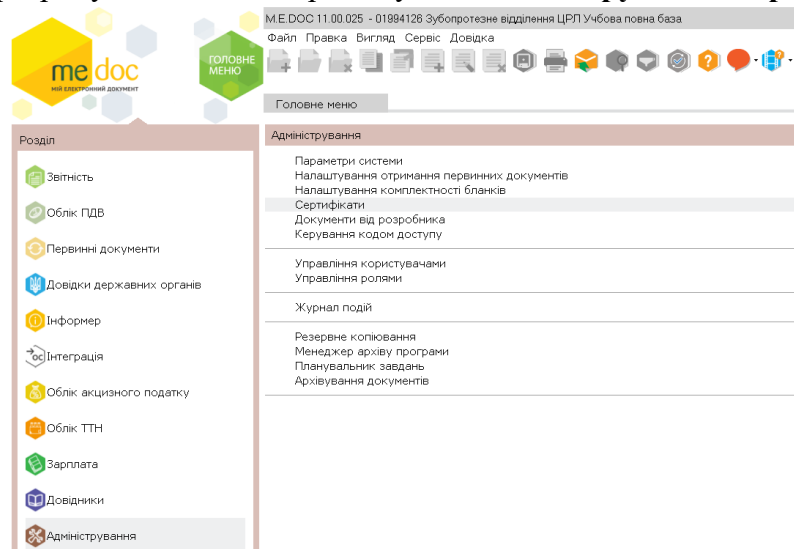 M.E.DOC 11.00.025 - 01994126 Зубопротезне відділення ЦРЛ Учбова повна база
Файл Правка Вигляд Сервіс Довідка
me doc
мій електронний документ
ГОЛОВНЕ
МЕНЮ
Головне меню
Розділ
Звітність
Облік ПДВ
Первинні документи
Довідки державних органів
Інформер
Інтеграція
Облік акцизного податку
Облік ТТН
Зарплата
Довідники
Адміністрування
Адміністрування
Параметри системи
Налаштування отримання первинних документів
Налаштування комплектності бланків
Сертифікати
Документи від розробника
Керування кодом доступу
Управління користувачами
Управління ролями
Журнал подій
Резервне копіювання
Менеджер архіву програми
Планувальник завдань
Архівування документів